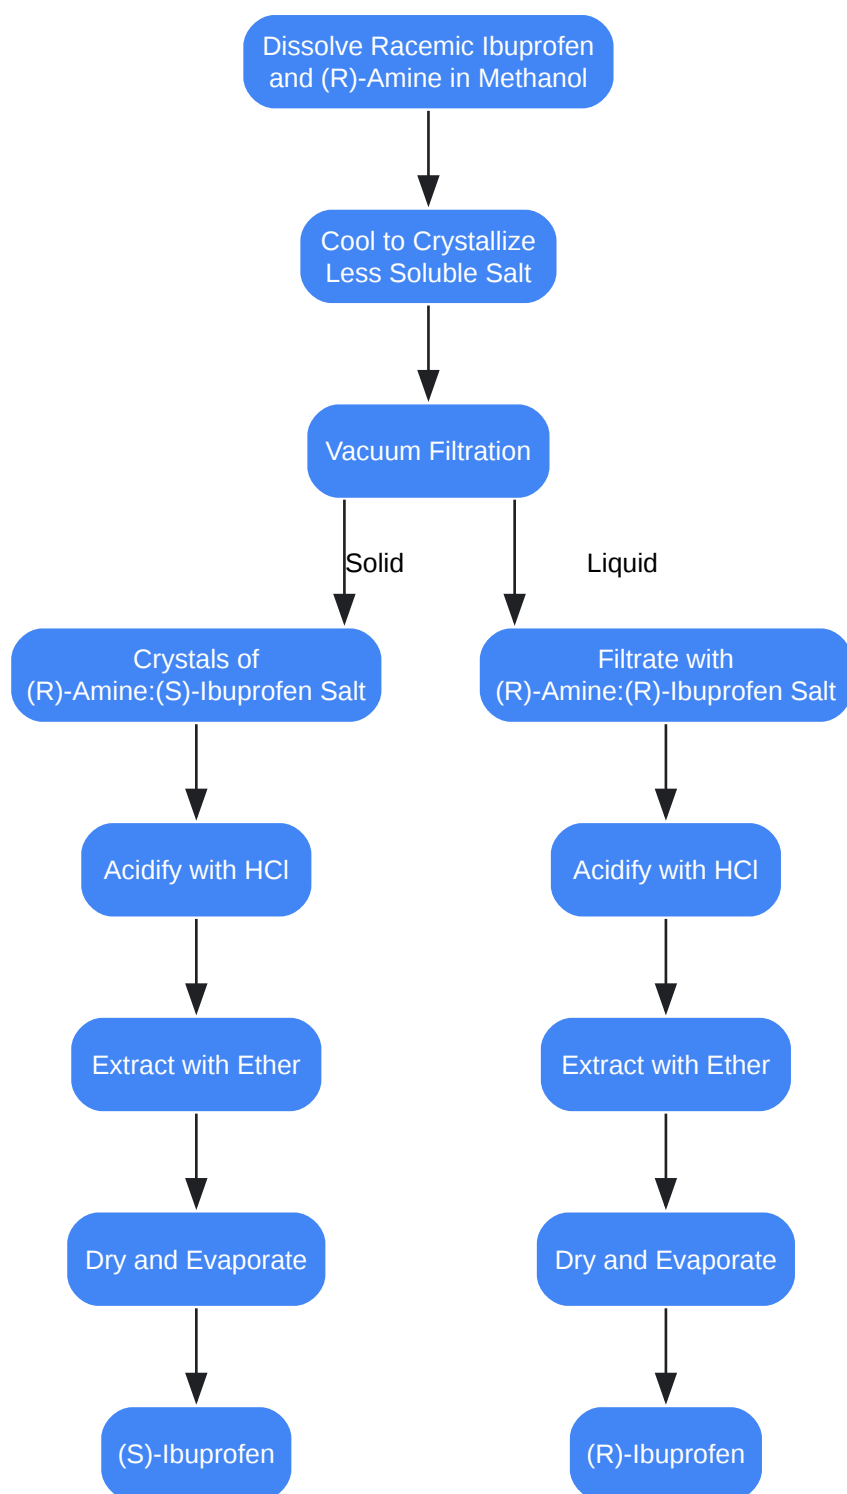 Dissolve Racemic Ibuprofen
and (R)-Amine in Methanol
Cool to Crystallize
Less Soluble Salt
Vacuum Filtration
Solid
Liquid
Crystals of
(R)-Amine:(S)-Ibuprofen Salt
Filtrate with
(R)-Amine:(R)-Ibuprofen Salt
Acidify with HCl
Acidify with HCl
Extract with Ether
Extract with Ether
Dry and Evaporate
Dry and Evaporate
(S)-Ibuprofen
(R)-Ibuprofen